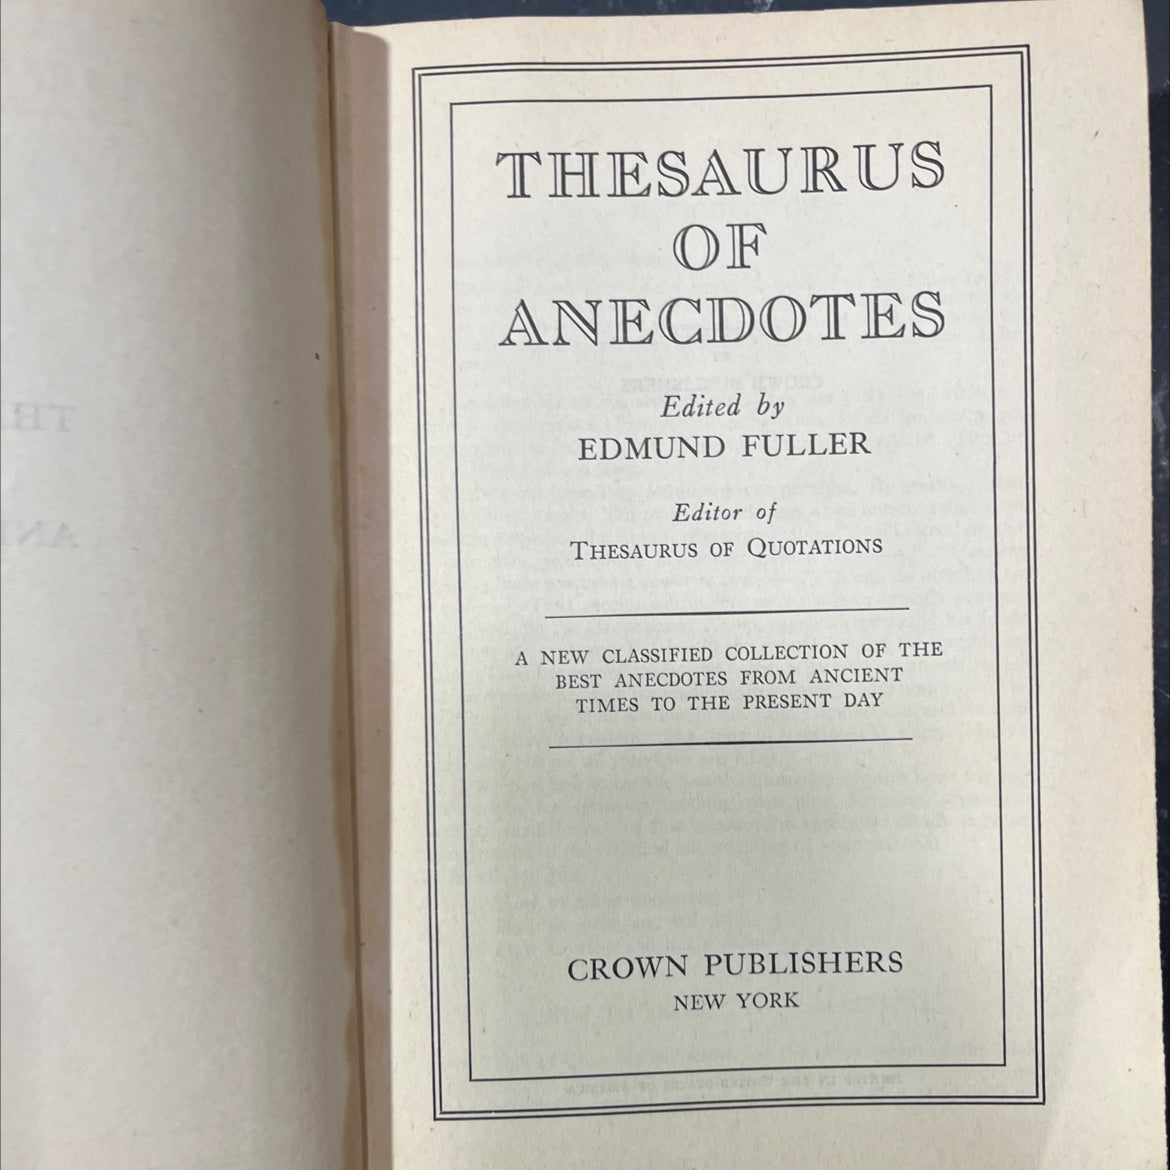 THESAURUS
OF
ANECDOTES
Edited by
EDMUND FULLER
Editor of
THESAURUS OF QUOTATIONS
A NEW CLASSIFIED COLLECTION OF THE
BEST ANECDOTES FROM ANCIENT
TIMES TO THE PRESENT DAY
CROWN PUBLISHERS
NEW YORK